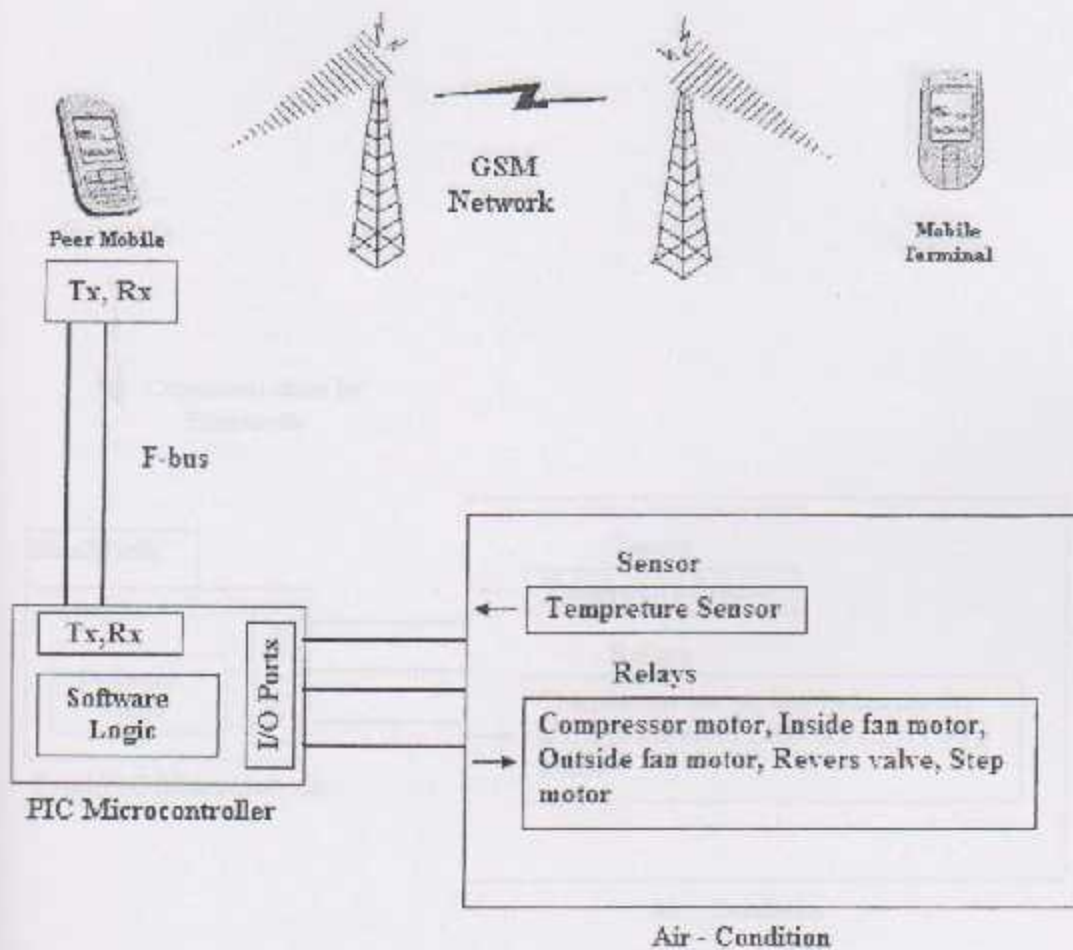 GSM
Network
Peer Mobile
Mobile
Terminal
Tx, Rx
F-bus
Tx,Rx
Software
Logic
I/O Ports
PIC Microcontroller
Sensor
Tempreture Sensor
Relays
Compressor motor, Inside fan motor,
Outside fan motor, Revers valve, Step
motor
Air - Condition